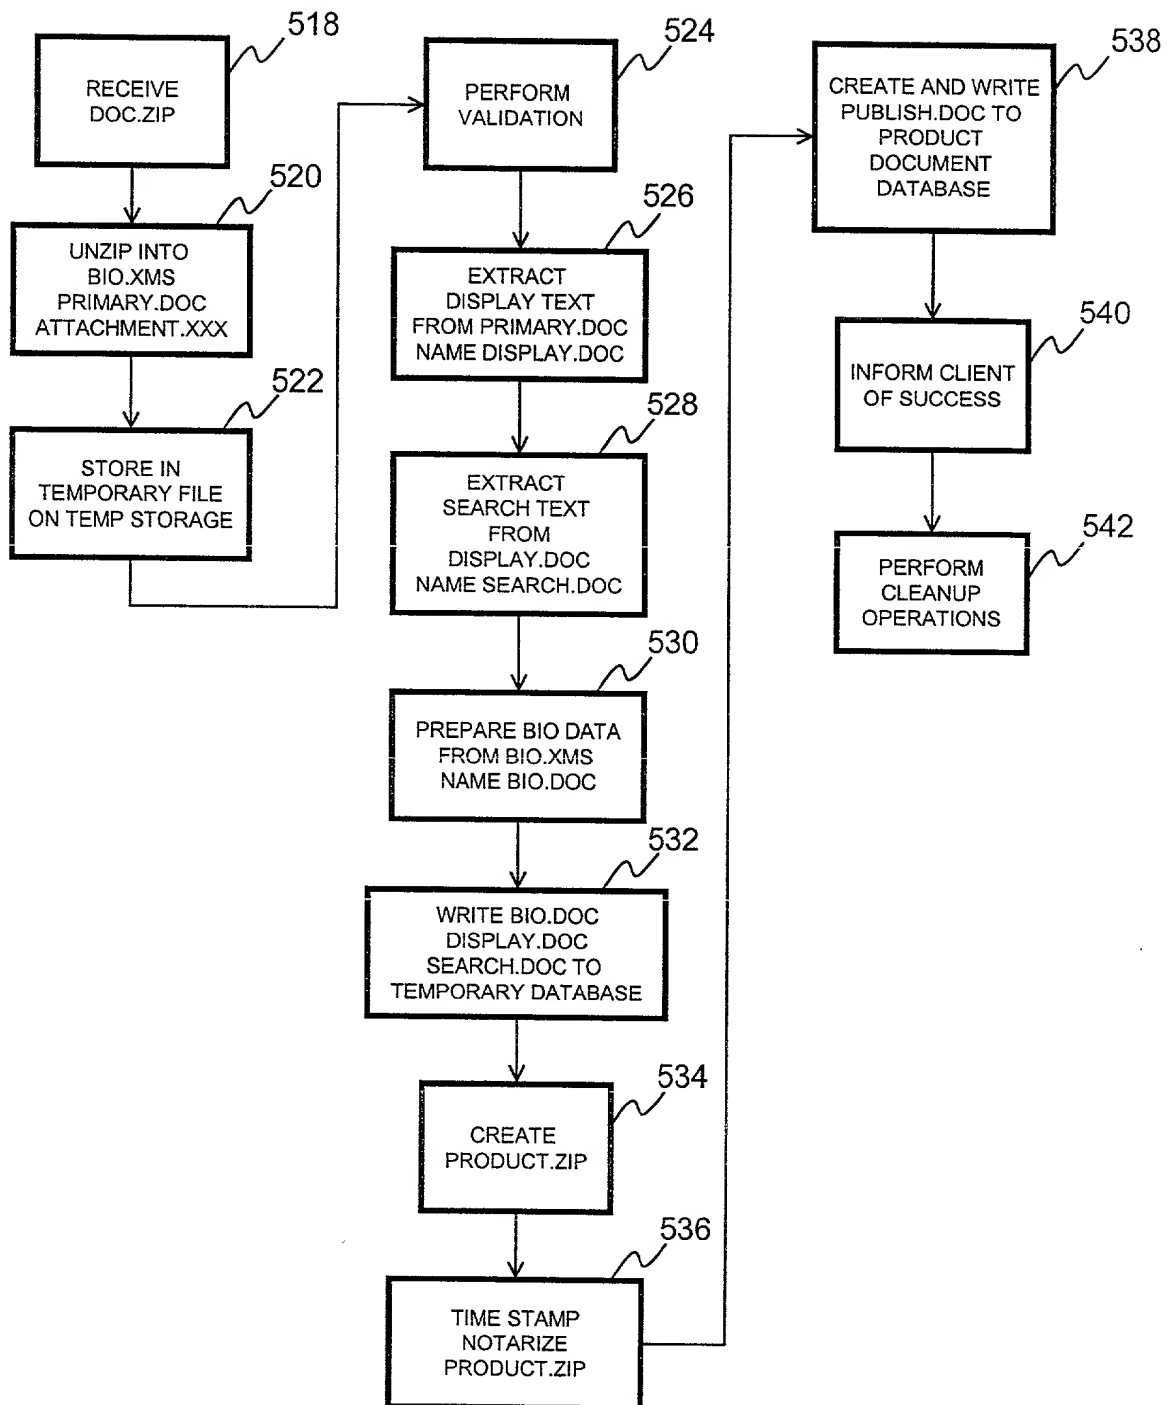 518
RECEIVE
DOC.ZIP
520
UNZIP INTO
BIO.XMS
PRIMARY.DOC
ATTACHMENT.XXX
522
STORE IN
TEMPORARY FILE
ON TEMP STORAGE
524
PERFORM
VALIDATION
526
EXTRACT
DISPLAY TEXT
FROM PRIMARY.DOC
NAME DISPLAY.DOC
528
EXTRACT
SEARCH TEXT
FROM
DISPLAY.DOC
NAME SEARCH.DOC
530
PREPARE BIO DATA
FROM BIO.XMS
NAME BIO.DOC
532
WRITE BIO.DOC
DISPLAY.DOC
SEARCH.DOC TO
TEMPORARY DATABASE
534
CREATE
PRODUCT.ZIP
536
TIME STAMP
NOTARIZE
PRODUCT.ZIP
538
CREATE AND WRITE
PUBLISH.DOC TO
PRODUCT
DOCUMENT
DATABASE
540
INFORM CLIENT
OF SUCCESS
542
PERFORM
CLEANUP
OPERATIONS